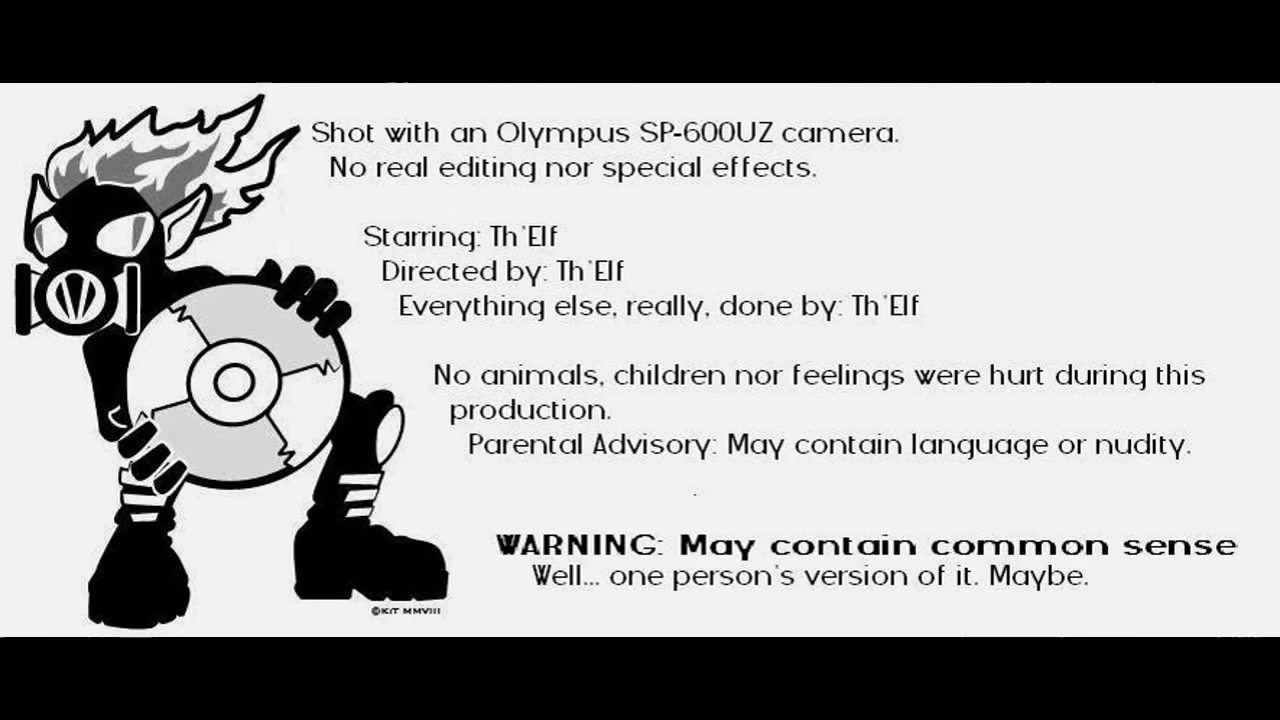 Shot with an Olympus SP-600UZ camera.
No real editing nor special effects.
Starring: Th'Elf
Directed by: Th'Elf
Everything else, really, done by: Th'Elf
No animals, children nor feelings were hurt during this
production.
Parental Advisory: May contain language or nudity.
WARNING: May contain common sense
Well... one person's version of it. Maybe.
©KiT MMVIII